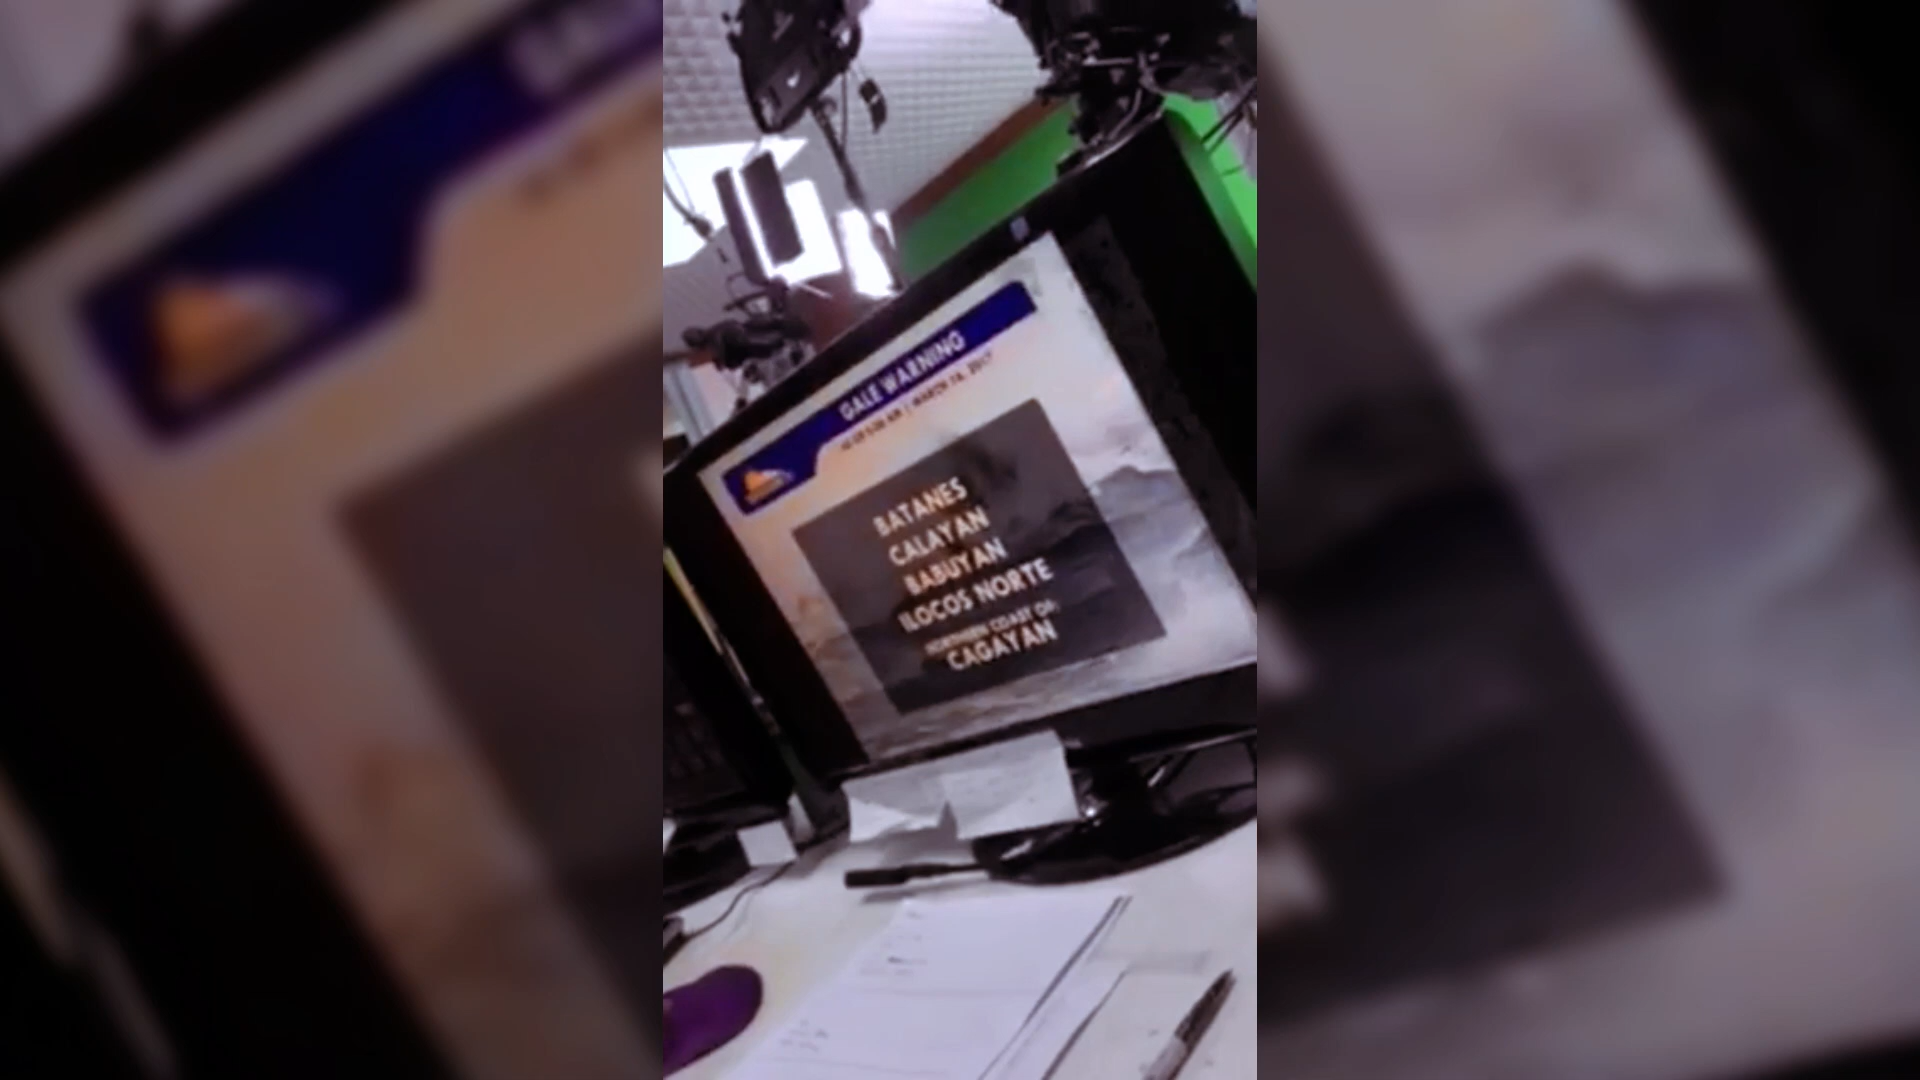 GALE WARNING
BATANES
CALAYAN
BABUYAN
ILOCOS NORTE
NORTHERN COAST OF
CAGAYAN